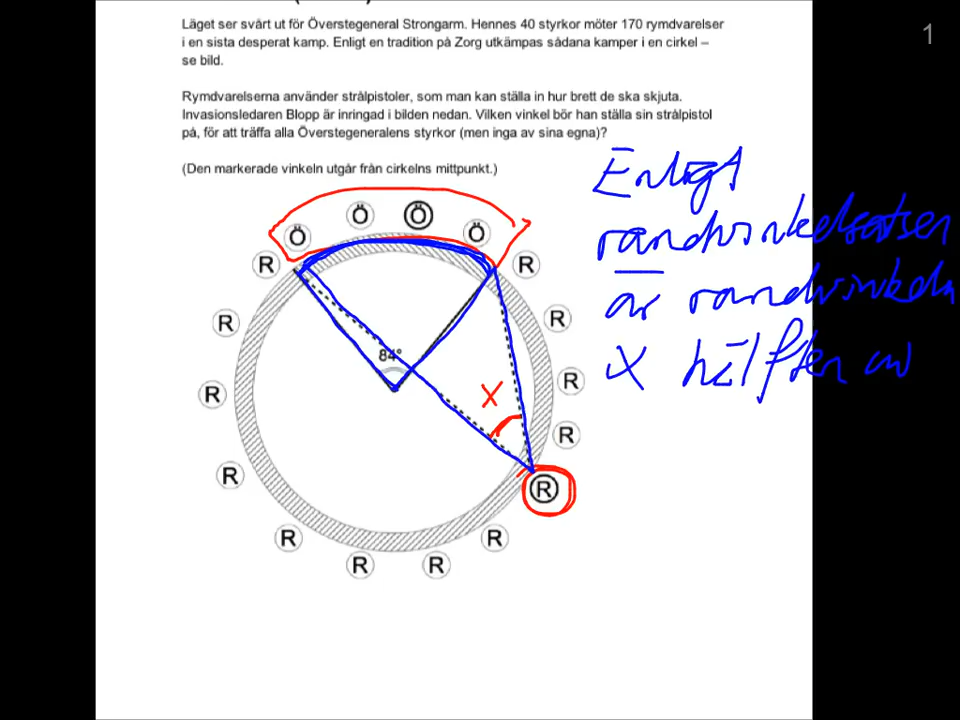 1
Läget ser svårt ut för Överstegeneral Strongarm. Hennes 40 styrkor möter 170 rymdvarelser
i en sista desperat kamp. Enligt en tradition på Zorg utkämpas sådana kamper i en cirkel –
se bild.
Rymdvarelserna använder strålpistoler, som man kan ställa in hur brett de ska skjuta.
Invasionsledaren Blopp är inringad i bilden nedan. Vilken vinkel bör han ställa sin strålpistol
på, för att träffa alla Överstegeneralens styrkor (men inga av sina egna)?
(Den markerade vinkeln utgår från cirkelns mittpunkt.)
Enligt
randvinkelsatsen
är randvinkeln
X hälften av
Ö Ö Ö Ö
R R
R R
84°
R X R
R
R R
R R
R R